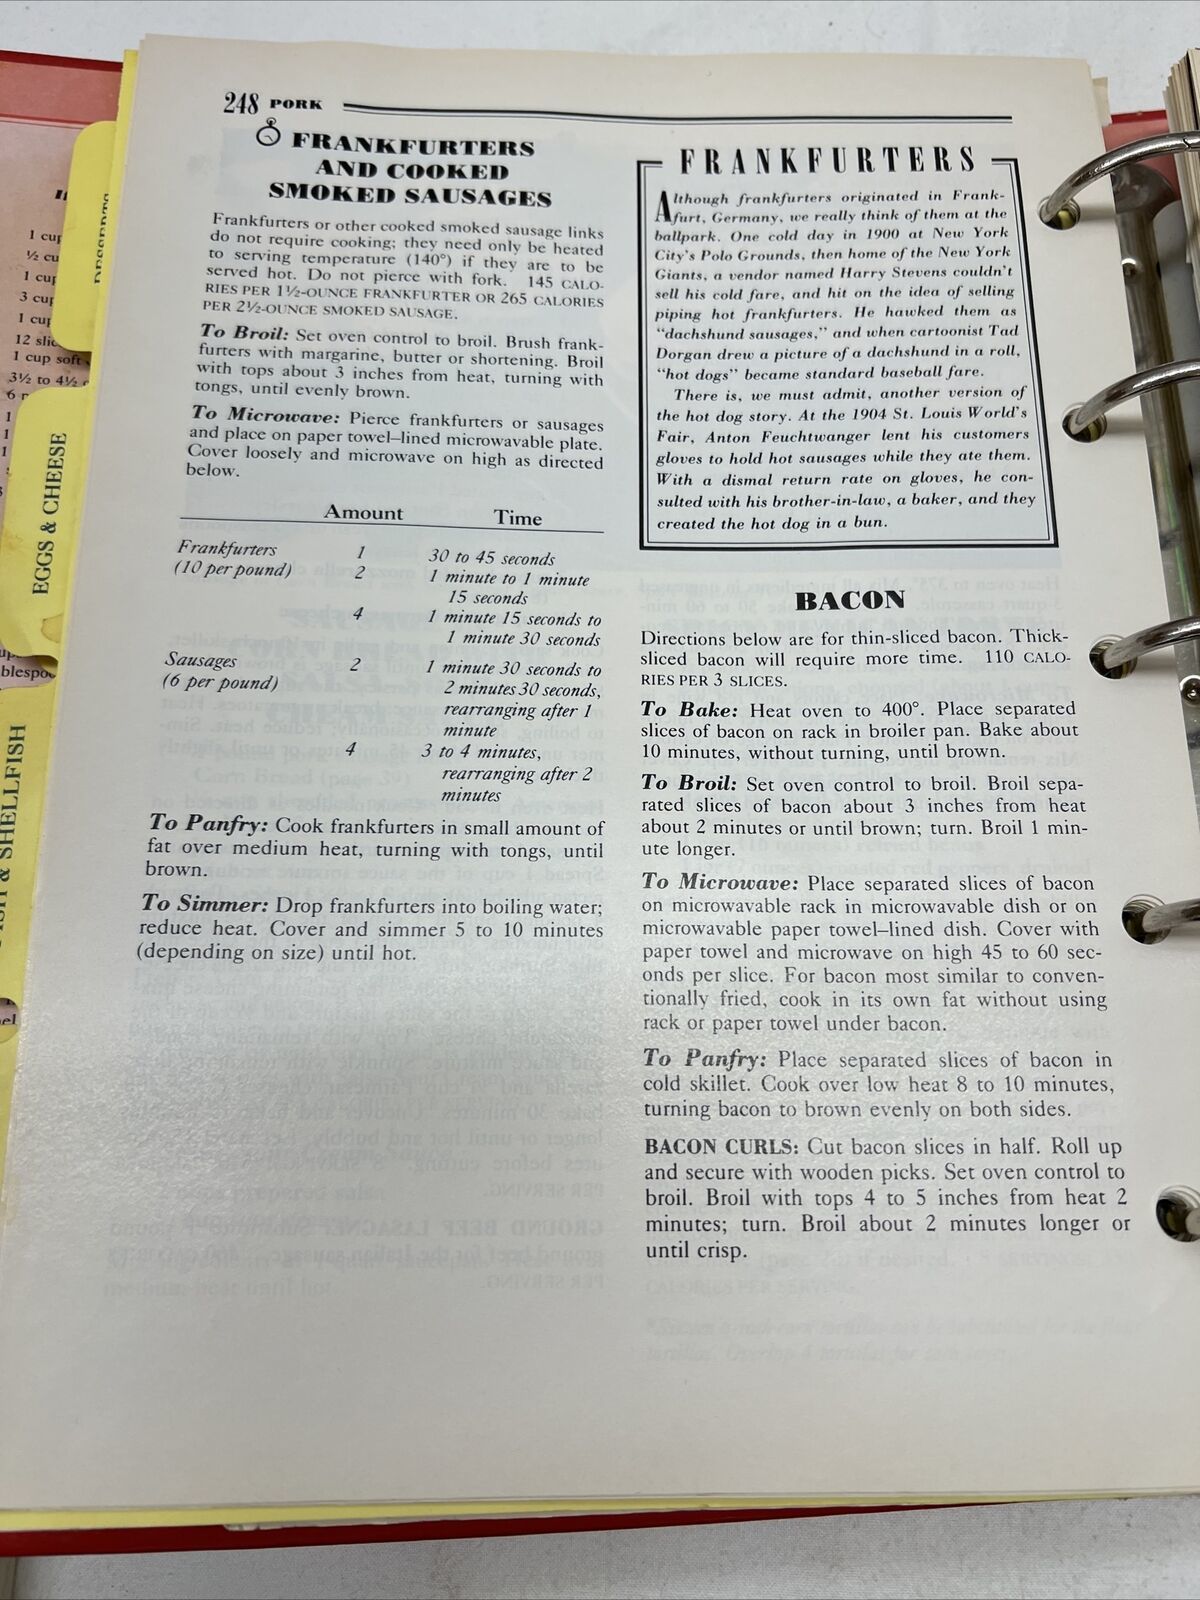 248 PORK
FRANKFURTERS
AND COOKED
SMOKED SAUSAGES
Frankfurters or other cooked smoked sausage links
do not require cooking; they need only be heated
to serving temperature (140°) if they are to be
served hot. Do not pierce with fork. 145 CALO-
RIES PER 1½-OUNCE FRANKFURTER OR 265 CALORIES
PER 2½-OUNCE SMOKED SAUSAGE.
To Broil: Set oven control to broil. Brush frank-
furters with margarine, butter or shortening. Broil
with tops about 3 inches from heat, turning with
tongs, until evenly brown.
To Microwave: Pierce frankfurters or sausages
and place on paper towel–lined microwavable plate.
Cover loosely and microwave on high as directed
below.
Amount Time
Frankfurters 1 30 to 45 seconds
(10 per pound) 2 1 minute to 1 minute
15 seconds
4 1 minute 15 seconds to
1 minute 30 seconds
Sausages 2 1 minute 30 seconds to
(6 per pound) 2 minutes 30 seconds,
rearranging after 1
minute
4 3 to 4 minutes,
rearranging after 2
minutes
To Panfry: Cook frankfurters in small amount of
fat over medium heat, turning with tongs, until
brown.
To Simmer: Drop frankfurters into boiling water;
reduce heat. Cover and simmer 5 to 10 minutes
(depending on size) until hot.
FRANKFURTERS
Although frankfurters originated in Frank-
furt, Germany, we really think of them at the
ballpark. One cold day in 1900 at New York
City's Polo Grounds, then home of the New York
Giants, a vendor named Harry Stevens couldn't
sell his cold fare, and hit on the idea of selling
piping hot frankfurters. He hawked them as
"dachshund sausages," and when cartoonist Tad
Dorgan drew a picture of a dachshund in a roll,
"hot dogs" became standard baseball fare.
There is, we must admit, another version of
the hot dog story. At the 1904 St. Louis World's
Fair, Anton Feuchtwanger lent his customers
gloves to hold hot sausages while they ate them.
With a dismal return rate on gloves, he con-
sulted with his brother-in-law, a baker, and they
created the hot dog in a bun.
BACON
Directions below are for thin-sliced bacon. Thick-
sliced bacon will require more time. 110 CALO-
RIES PER 3 SLICES.
To Bake: Heat oven to 400°. Place separated
slices of bacon on rack in broiler pan. Bake about
10 minutes, without turning, until brown.
To Broil: Set oven control to broil. Broil sepa-
rated slices of bacon about 3 inches from heat
about 2 minutes or until brown; turn. Broil 1 min-
ute longer.
To Microwave: Place separated slices of bacon
on microwavable rack in microwavable dish or on
microwavable paper towel–lined dish. Cover with
paper towel and microwave on high 45 to 60 sec-
onds per slice. For bacon most similar to conven-
tionally fried, cook in its own fat without using
rack or paper towel under bacon.
To Panfry: Place separated slices of bacon in
cold skillet. Cook over low heat 8 to 10 minutes,
turning bacon to brown evenly on both sides.
BACON CURLS: Cut bacon slices in half. Roll up
and secure with wooden picks. Set oven control to
broil. Broil with tops 4 to 5 inches from heat 2
minutes; turn. Broil about 2 minutes longer or
until crisp.
DESSERTS
EGGS & CHEESE
& SHELLFISH
1 cup
½ cu
1 cup
3 cup
1 cup
12 slic
1 cup soft
3½ to 4½